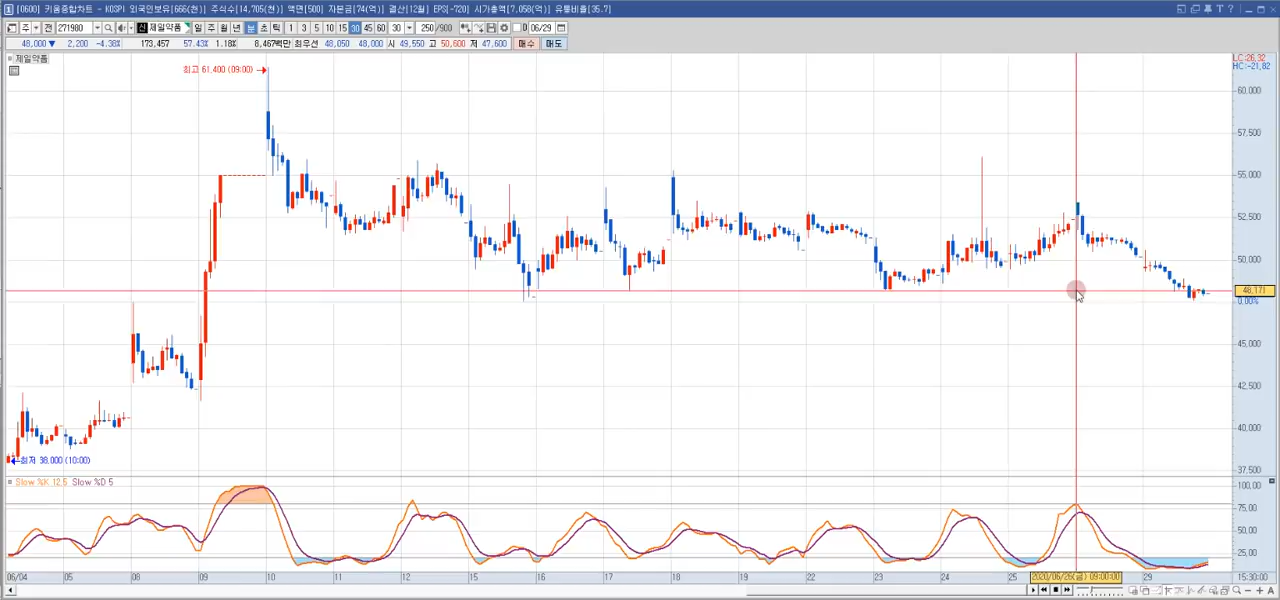 [0600] 키움종합차트 - KOSPI 외국인보유[666(천)] 주식수[14,705(천)] 액면[500] 자본금[74(억)] 결산[12월] EPS[-720] 시가총액[7,058(억)] 유통비율[35.7]
주 전 271980 신 제일약품 일 주 월 년 분 초 틱 1 3 5 10 15 30 45 60 30 250 /900 06/29
48,000 ▼ 2,200 -4.38% 173,457 57.43% 1.18% 8,467백만 최우선 48,050 48,000 시 49,550 고 50,600 저 47,600 매수 매도
제일약품
LC:26.32
HC:-21.82
최고 61,400 (09:00)
60,000
57,500
55,000
52,500
50,000
48,171
0.00%
45,000
42,500
40,000
최저 38,000 (10:00)
37,500
Slow %K 12,5 Slow %D 5
100.00
75.00
50.00
25.00
06/04 05 08 09 10 11 12 15 16 17 18 19 22 23 24 25 2020/06/26(금) 09:00:00 29 15:30:00